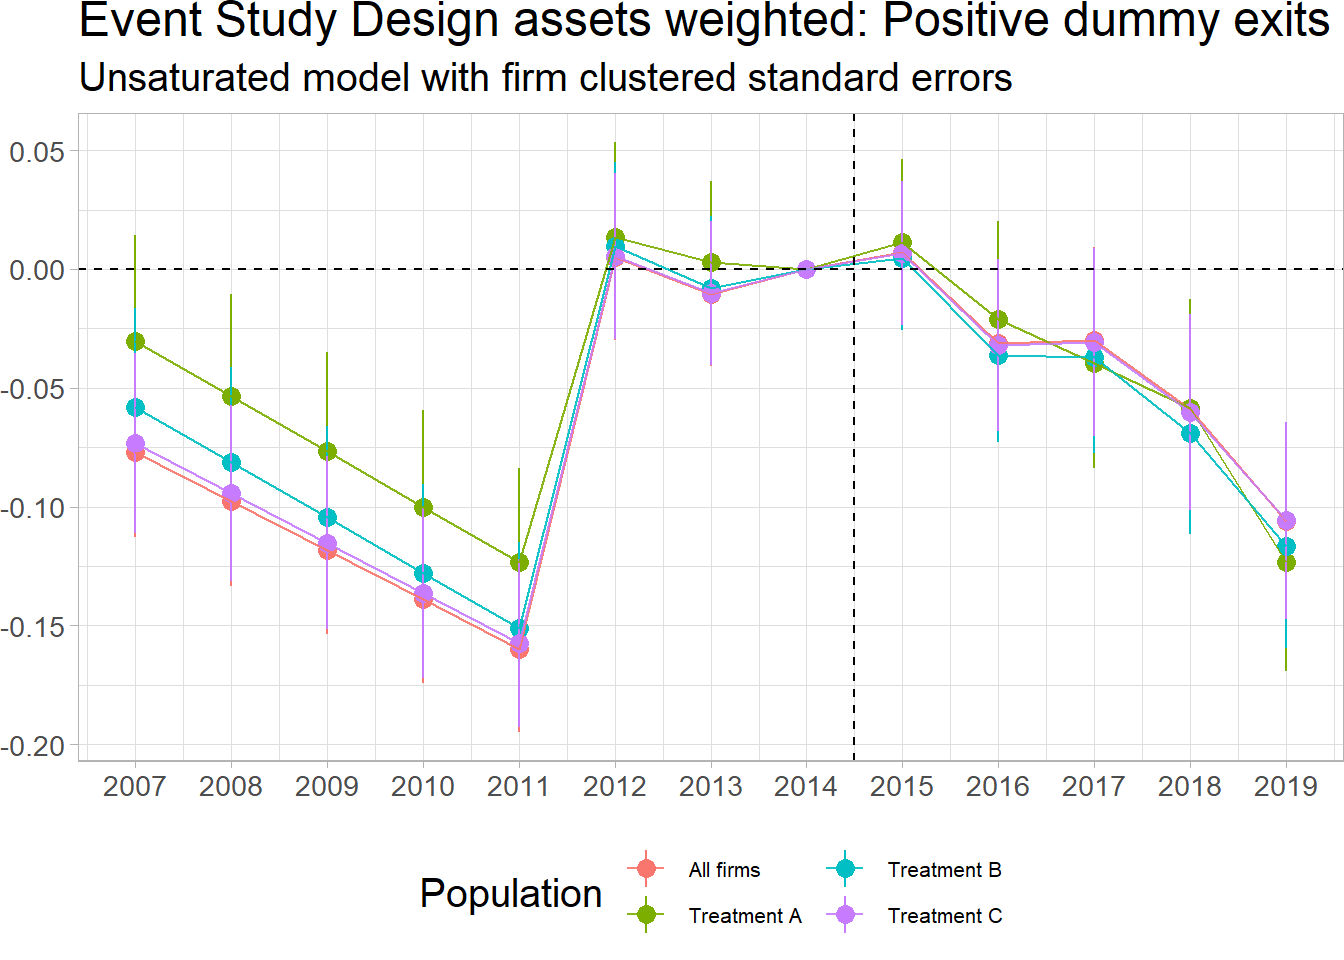 Event Study Design assets weighted: Positive dummy exits
Unsaturated model with firm clustered standard errors
0.05
0.00
-0.05
-0.10
-0.15
-0.20
2007 2008 2009 2010 2011 2012 2013 2014 2015 2016 2017 2018 2019
Population
All firms
Treatment A
Treatment B
Treatment C